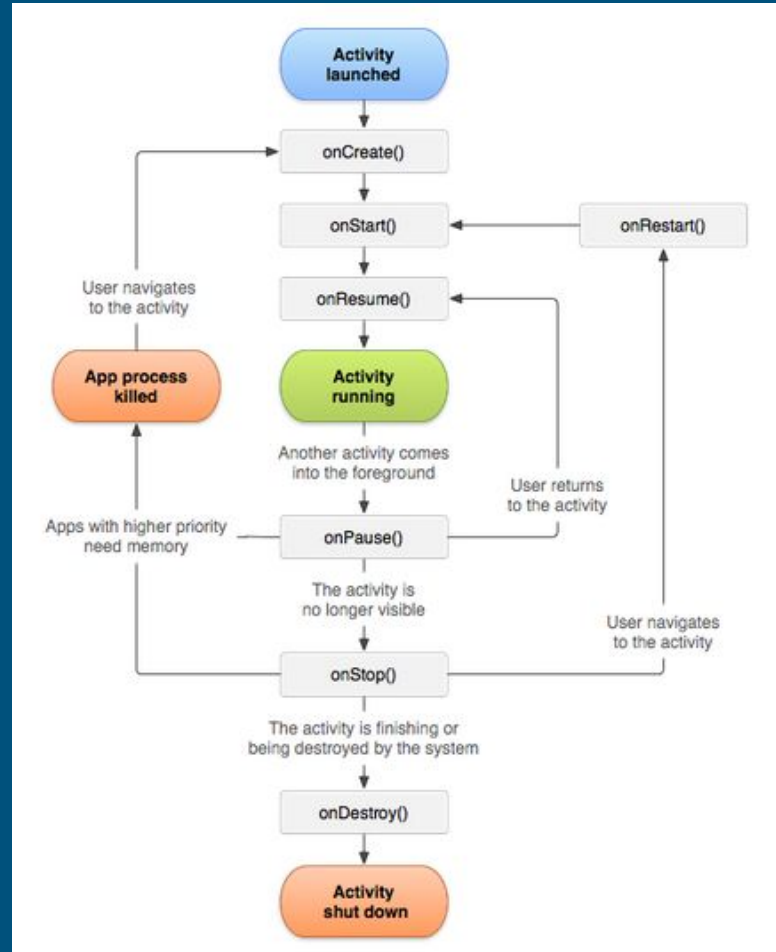 Activity
launched
onCreate()
onStart()
onRestart()
User navigates
to the activity
onResume()
App process
killed
Activity
running
Another activity comes
into the foreground
User returns
to the activity
Apps with higher priority
need memory
onPause()
The activity is
no longer visible
User navigates
to the activity
onStop()
The activity is finishing or
being destroyed by the system
onDestroy()
Activity
shut down